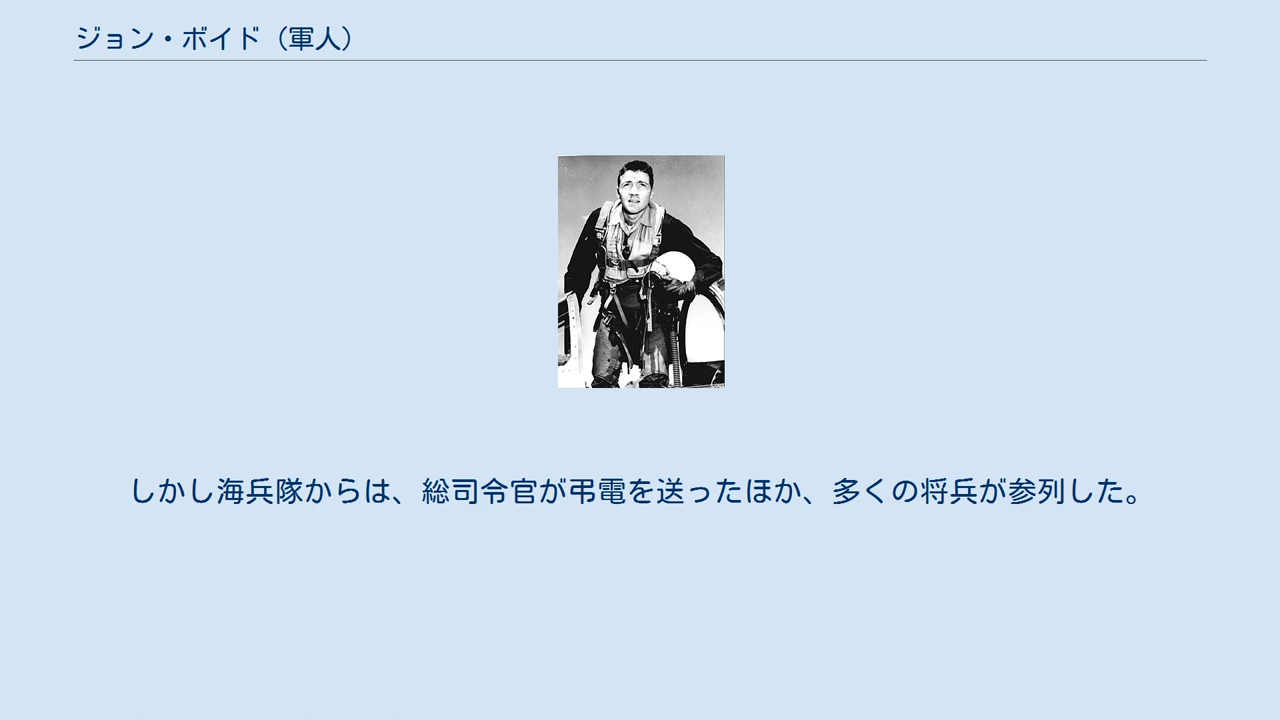 ジョン・ボイド（軍人）
しかし海兵隊からは、総司令官が弔電を送ったほか、多くの将兵が参列した。